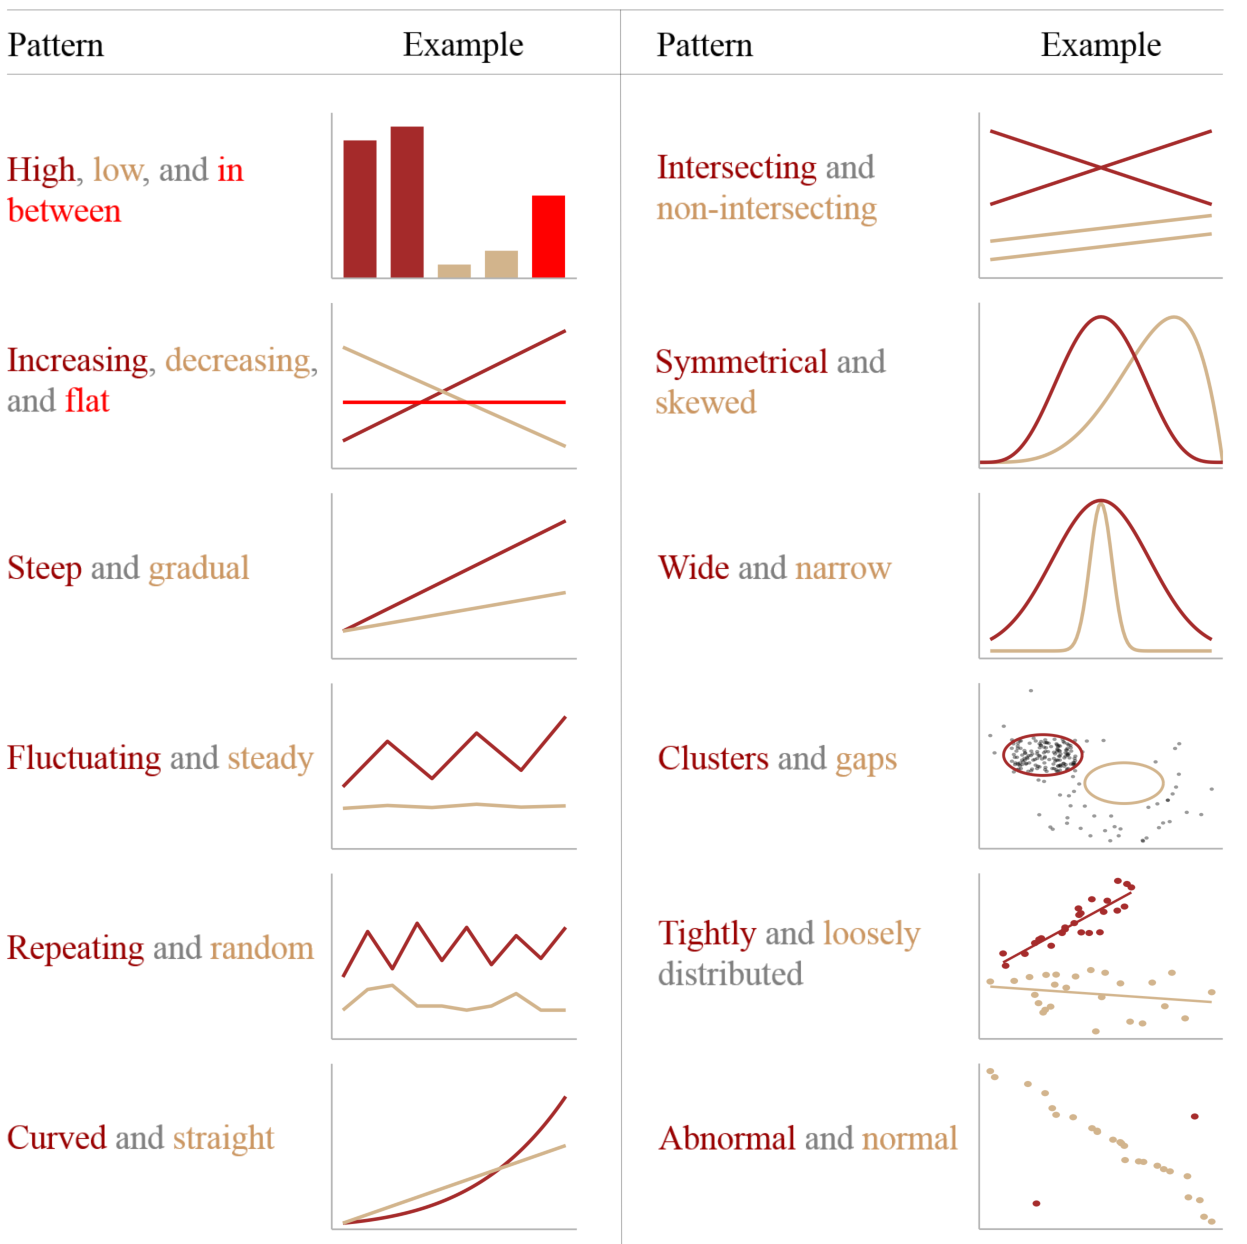 Pattern Example
High, low, and in
between
Increasing, decreasing,
and flat
Steep and gradual
Fluctuating and steady
Repeating and random
Curved and straight
Pattern Example
Intersecting and
non-intersecting
Symmetrical and
skewed
Wide and narrow
Clusters and gaps
Tightly and loosely
distributed
Abnormal and normal